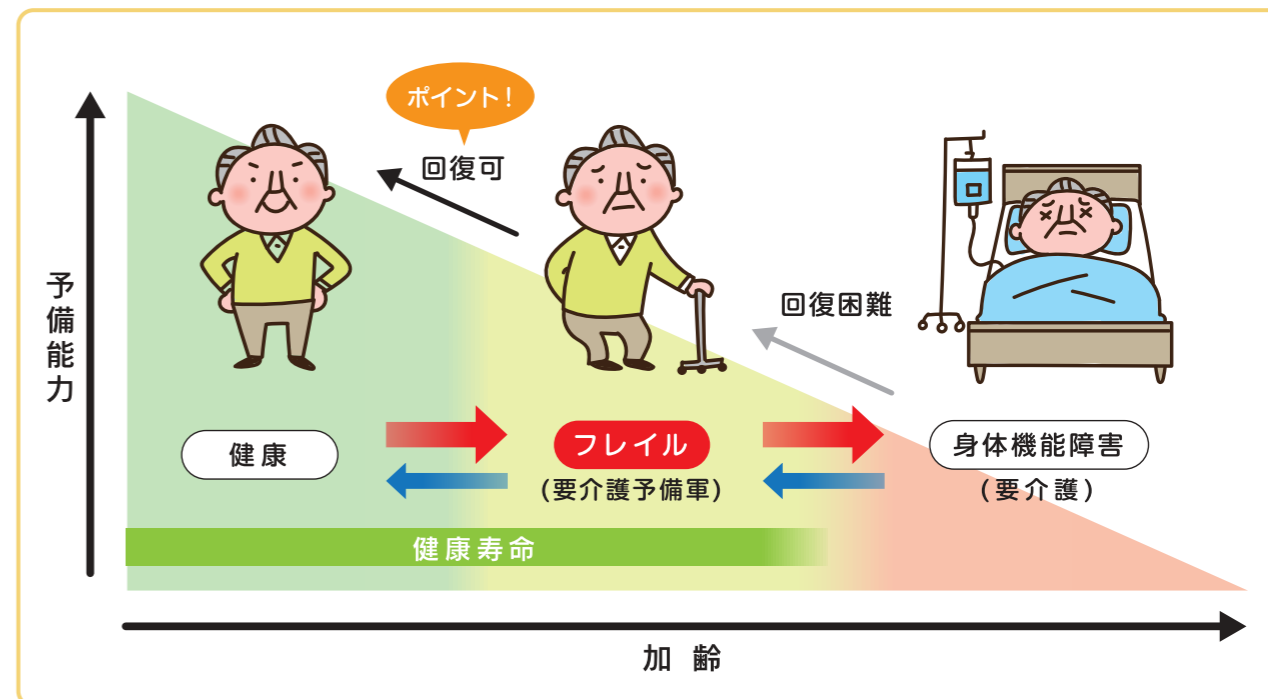 ポイント!
回復可
回復困難
予備能力
健康
フレイル
(要介護予備軍)
身体機能障害
(要介護)
健康寿命
加齢